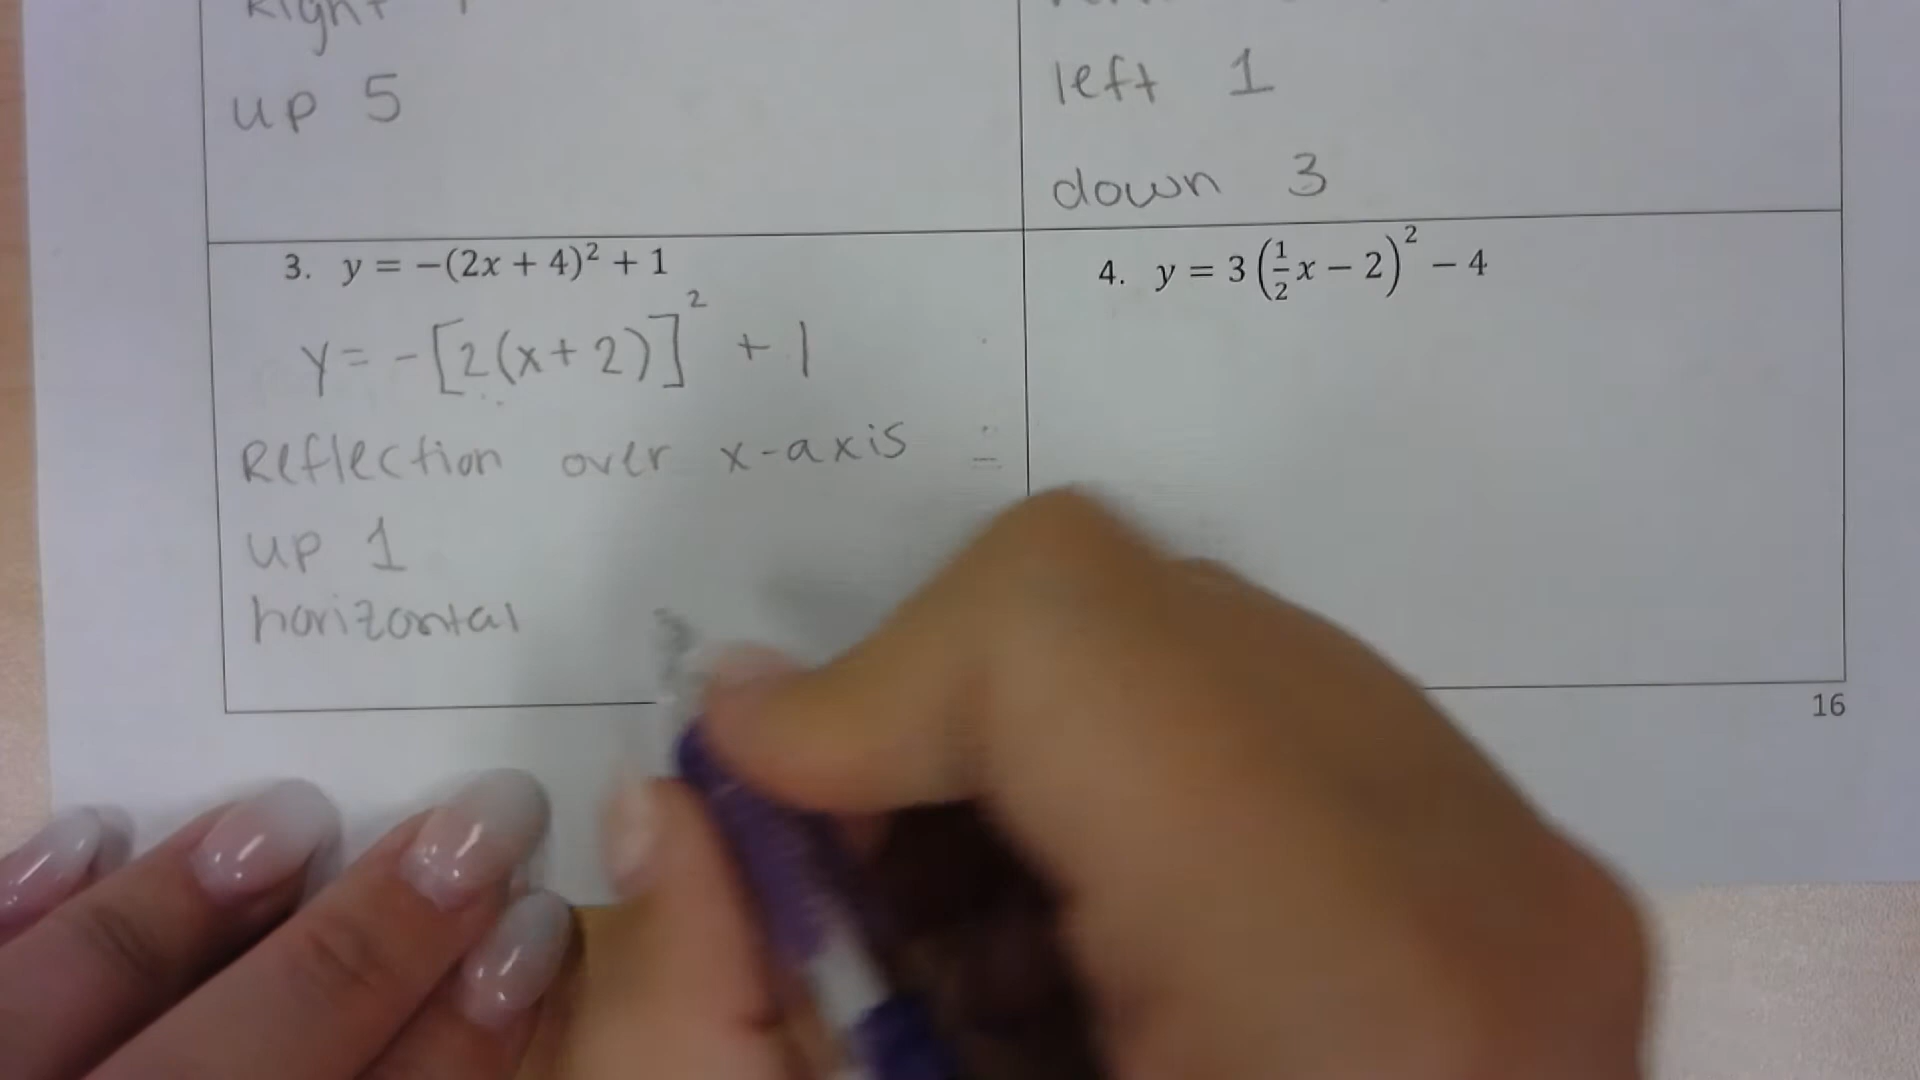 Right
up 5
left 1
down 3
3. y = −(2x + 4)² + 1
y = -[2(x+2)]² + 1
Reflection over x-axis
up 1
horizontal
4. y = 3(½x − 2)² − 4
16